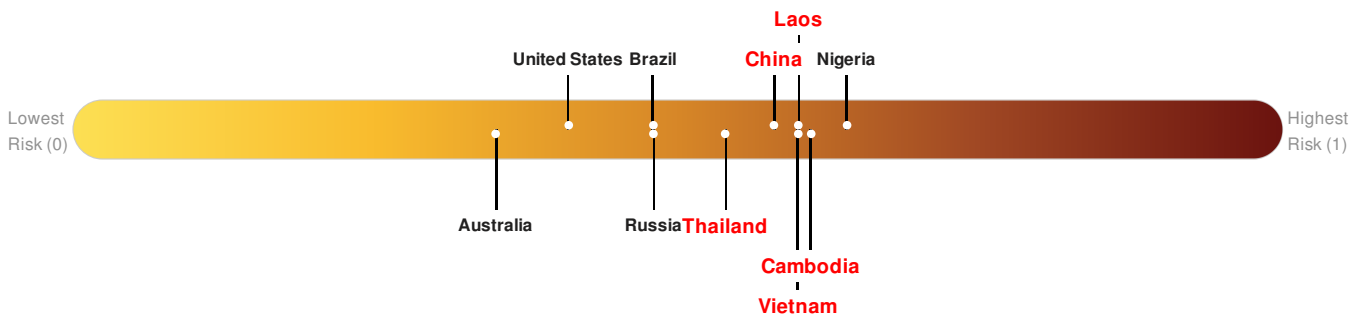 Laos
United States Brazil China Nigeria
Lowest
Risk (0)
Highest
Risk (1)
Australia Russia Thailand
Cambodia
Vietnam